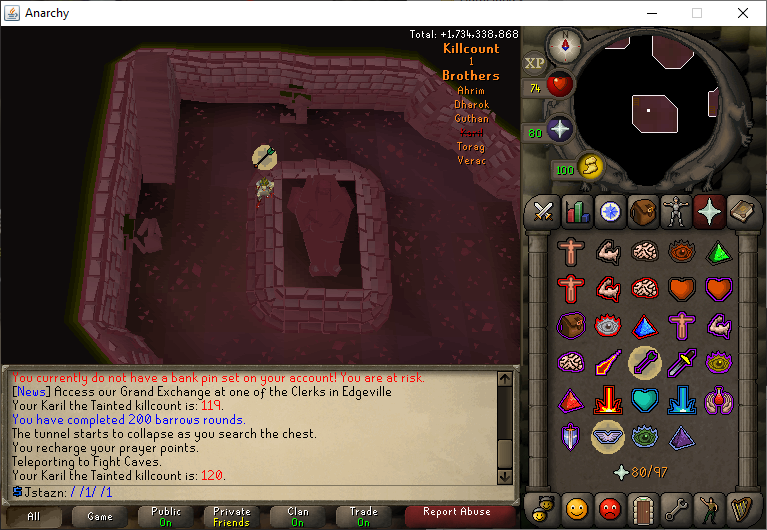 Anarchy
Total: +1,734,338,868
Killcount
1
Brothers
Ahrim
Dharok
Guthan
Karil
Torag
Verac
XP
74
80
100
You currently do not have a bank pin set on your account! You are at risk.
[News] Access our Grand Exchange at one of the Clerks in Edgeville
Your Karil the Tainted killcount is: 119.
You have completed 200 barrows rounds.
The tunnel starts to collapse as you search the chest.
You recharge your prayer points.
Teleporting to Fight Caves.
Your Karil the Tainted killcount is: 120.
Jstazn: / /1/ /1
80/97
All
Game
Public
On
Private
Friends
Clan
On
Trade
On
Report Abuse